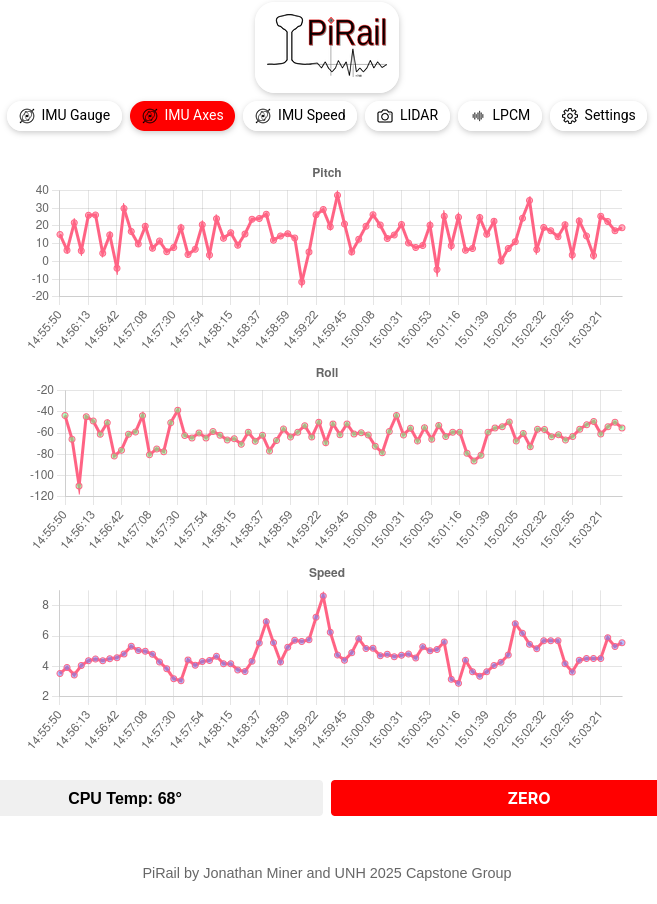 PiRail
IMU Gauge IMU Axes IMU Speed LIDAR LPCM Settings
Pitch
40
30
20
10
0
-10
-20
14:55:50 14:56:13 14:56:42 14:57:08 14:57:30 14:57:54 14:58:15 14:58:37 14:58:59 14:59:22 14:59:45 15:00:08 15:00:31 15:00:53 15:01:16 15:01:39 15:02:05 15:02:32 15:02:55 15:03:21
Roll
-20
-40
-60
-80
-100
-120
14:55:50 14:56:13 14:56:42 14:57:08 14:57:30 14:57:54 14:58:15 14:58:37 14:58:59 14:59:22 14:59:45 15:00:08 15:00:31 15:00:53 15:01:16 15:01:39 15:02:05 15:02:32 15:02:55 15:03:21
Speed
8
6
4
2
14:55:50 14:56:13 14:56:42 14:57:08 14:57:30 14:57:54 14:58:15 14:58:37 14:58:59 14:59:22 14:59:45 15:00:08 15:00:31 15:00:53 15:01:16 15:01:39 15:02:05 15:02:32 15:02:55 15:03:21
CPU Temp: 68° ZERO
PiRail by Jonathan Miner and UNH 2025 Capstone Group